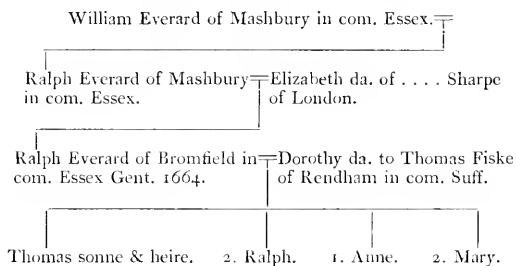 William Everard of Mashbury in com. Essex.
Ralph Everard of Mashbury
in com. Essex.
Elizabeth da. of . . . . Sharpe
of London.
Ralph Everard of Bromfield in
com. Essex Gent. 1664.
Dorothy da. to Thomas Fiske
of Rendham in com. Suff.
Thomas sonne & heire. 2. Ralph. 1. Anne. 2. Mary.